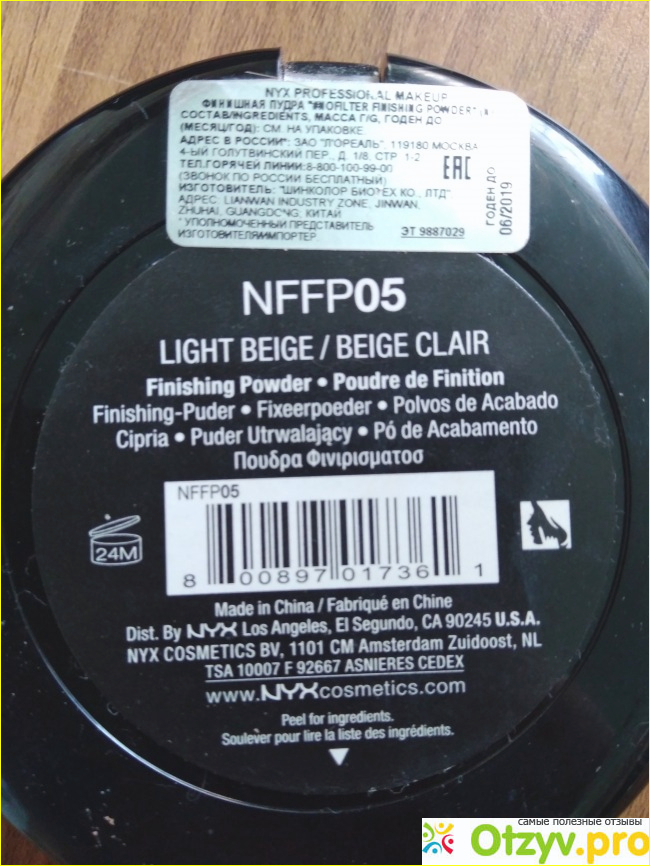 NYX PROFESSIONAL MAKEUP
ФИНИШНАЯ ПУДРА "#NOFILTER FINISHING POWDER"
СОСТАВ/INGREDIENTS, МАССА Г/G, ГОДЕН ДО
(МЕСЯЦ/ГОД): СМ. НА УПАКОВКЕ.
АДРЕС В РОССИИ*: ЗАО "Л'ОРЕАЛЬ", 119180 МОСКВА
4-ЫЙ ГОЛУТВИНСКИЙ ПЕР., Д. 1/8, СТР. 1-2
ТЕЛ.ГОРЯЧЕЙ ЛИНИИ:8-800-100-99-00
(ЗВОНОК ПО РОССИИ БЕСПЛАТНЫЙ)
ИЗГОТОВИТЕЛЬ: "ШИНКОЛОР БИОТЕХ КО., ЛТД"
АДРЕС: LIANWAN INDUSTRY ZONE, JINWAN,
ZHUHAI, GUANGDONG, КИТАЙ
*УПОЛНОМОЧЕННЫЙ ПРЕДСТАВИТЕЛЬ
ИЗГОТОВИТЕЛЯ/ИМПОРТЕР.
ЭТ 9887029
EAC
ГОДЕН ДО
06/2019
NFFP05
LIGHT BEIGE / BEIGE CLAIR
Finishing Powder • Poudre de Finition
Finishing-Puder • Fixeerpoeder • Polvos de Acabado
Cipria • Puder Utrwalający • Pó de Acabamento
Πουδρα Φινιρισματοσ
NFFP05
24M
8 00897 01736 1
Made in China / Fabriqué en Chine
Dist. By NYX Los Angeles, El Segundo, CA 90245 U.S.A.
NYX COSMETICS BV, 1101 CM Amsterdam Zuidoost, NL
TSA 10007 F 92667 ASNIERES CEDEX
www.NYXcosmetics.com
Peel for ingredients.
Soulever pour lire la liste des ingrédients.
самые полезные отзывы
Otzyv.pro